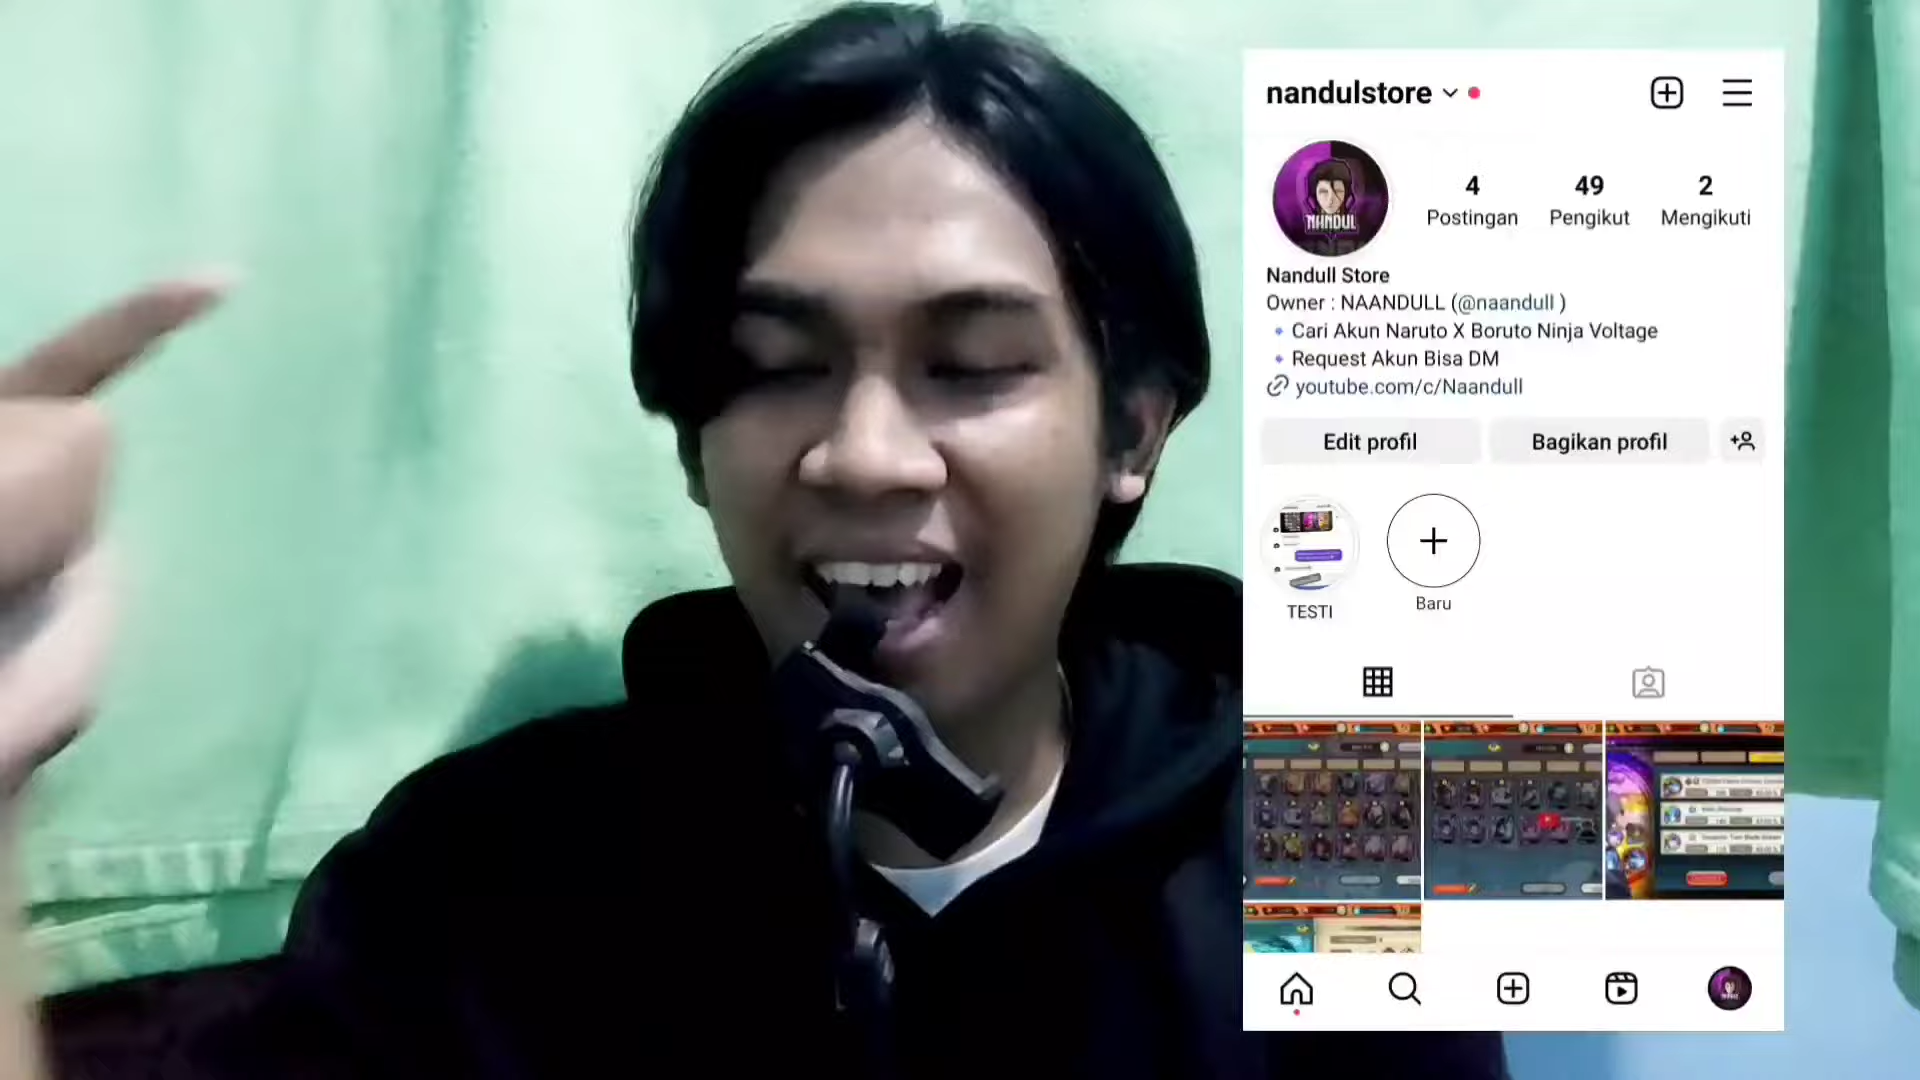 nandulstore
4
49
2
Postingan
Pengikut
Mengikuti
NANDUL
Nandull Store
Owner : NAANDULL (@naandull )
Cari Akun Naruto X Boruto Ninja Voltage
Request Akun Bisa DM
youtube.com/c/Naandull
Edit profil
Bagikan profil
TESTI
Baru